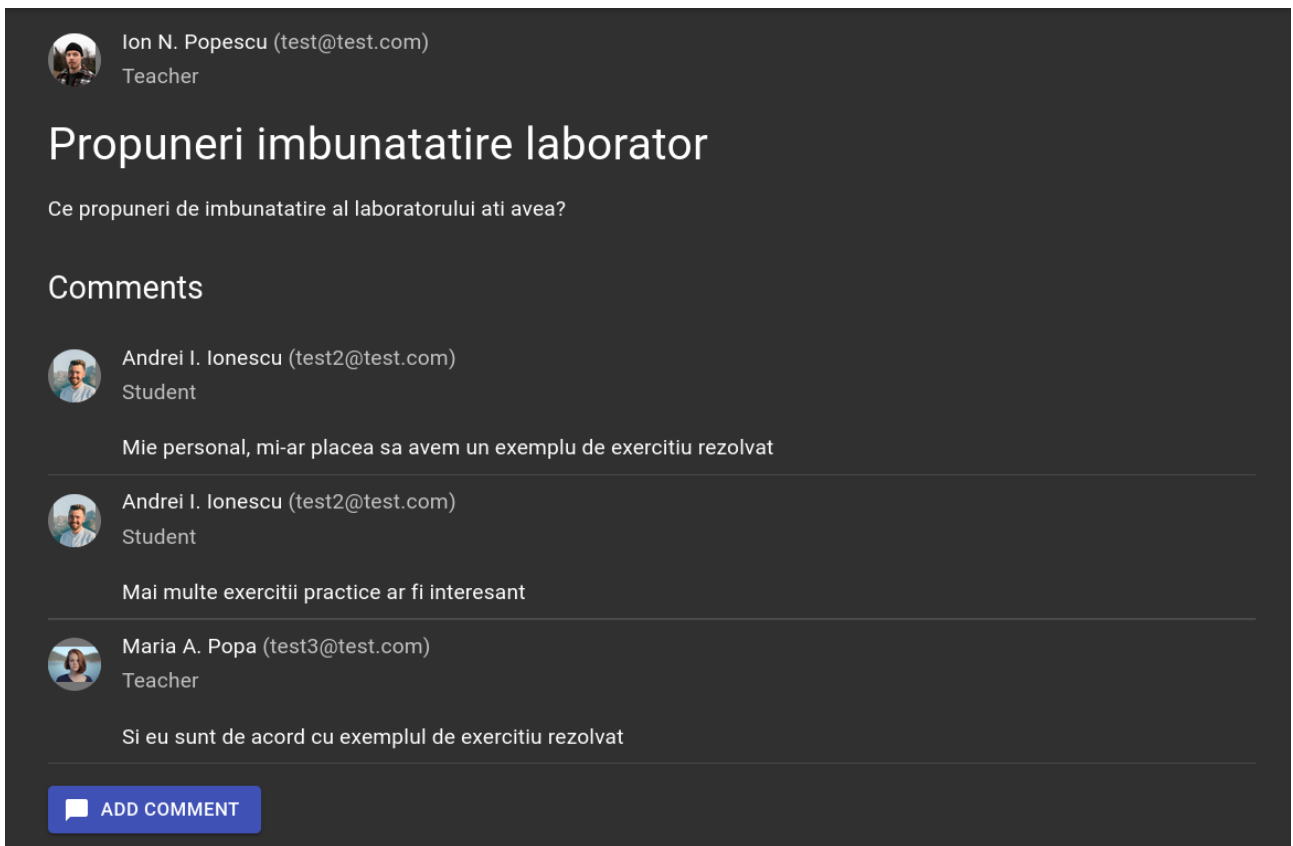 Ion N. Popescu (test@test.com)
Teacher
Propuneri imbunatatire laborator
Ce propuneri de imbunatatire al laboratorului ati avea?
Comments
Andrei I. Ionescu (test2@test.com)
Student
Mie personal, mi-ar placea sa avem un exemplu de exercitiu rezolvat
Andrei I. Ionescu (test2@test.com)
Student
Mai multe exercitii practice ar fi interesant
Maria A. Popa (test3@test.com)
Teacher
Si eu sunt de acord cu exemplul de exercitiu rezolvat
ADD COMMENT